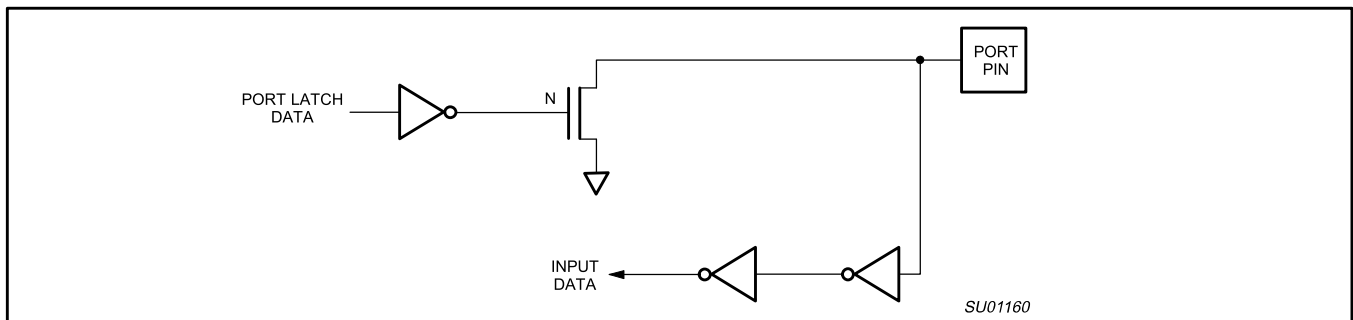 PORT
PIN
PORT LATCH
DATA
N
INPUT
DATA
SU01160